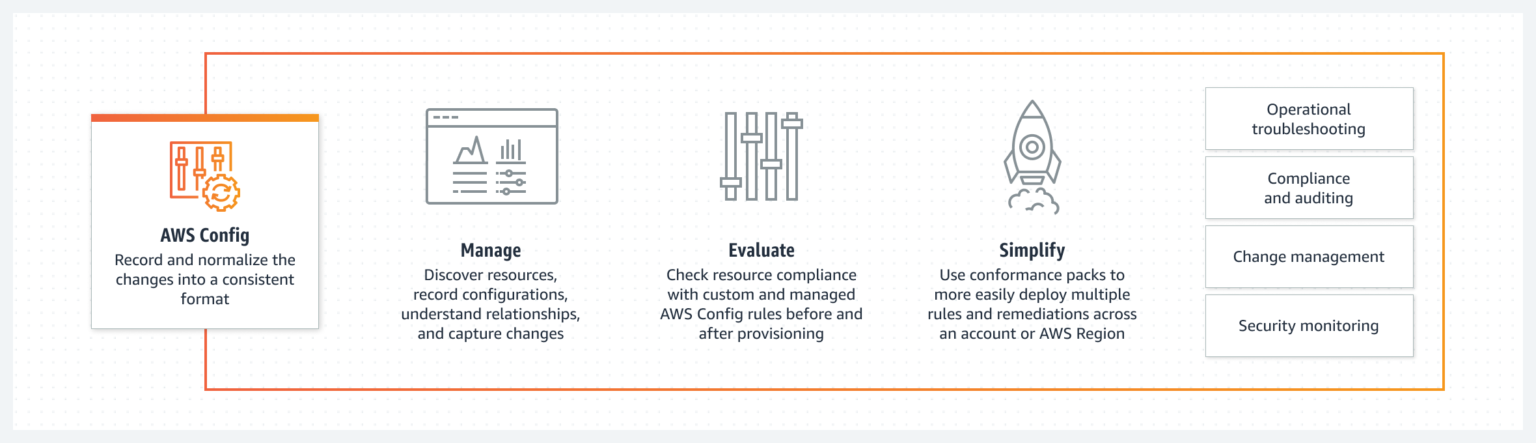 AWS Config
Record and normalize the
changes into a consistent
format
Manage
Discover resources,
record configurations,
understand relationships,
and capture changes
Evaluate
Check resource compliance
with custom and managed
AWS Config rules before and
after provisioning
Simplify
Use conformance packs to
more easily deploy multiple
rules and remediations across
an account or AWS Region
Operational
troubleshooting
Compliance
and auditing
Change management
Security monitoring